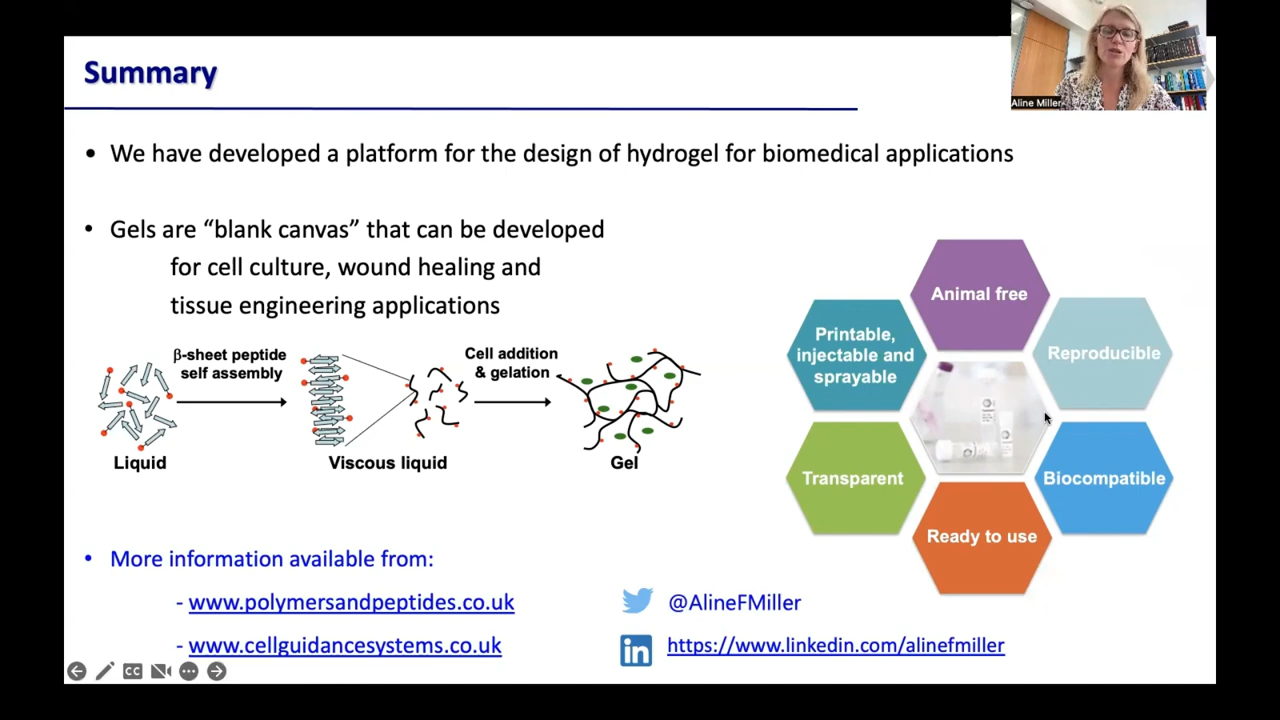 Summary
Aline Miller
• We have developed a platform for the design of hydrogel for biomedical applications
• Gels are “blank canvas” that can be developed
for cell culture, wound healing and
tissue engineering applications
β-sheet peptide
self assembly
Cell addition
& gelation
Liquid
Viscous liquid
Gel
Animal free
Printable,
injectable and
sprayable
Reproducible
Transparent
Biocompatible
Ready to use
• More information available from:
- www.polymersandpeptides.co.uk
@AlineFMiller
- www.cellguidancesystems.co.uk
in
https://www.linkedin.com/alinefmiller
CC